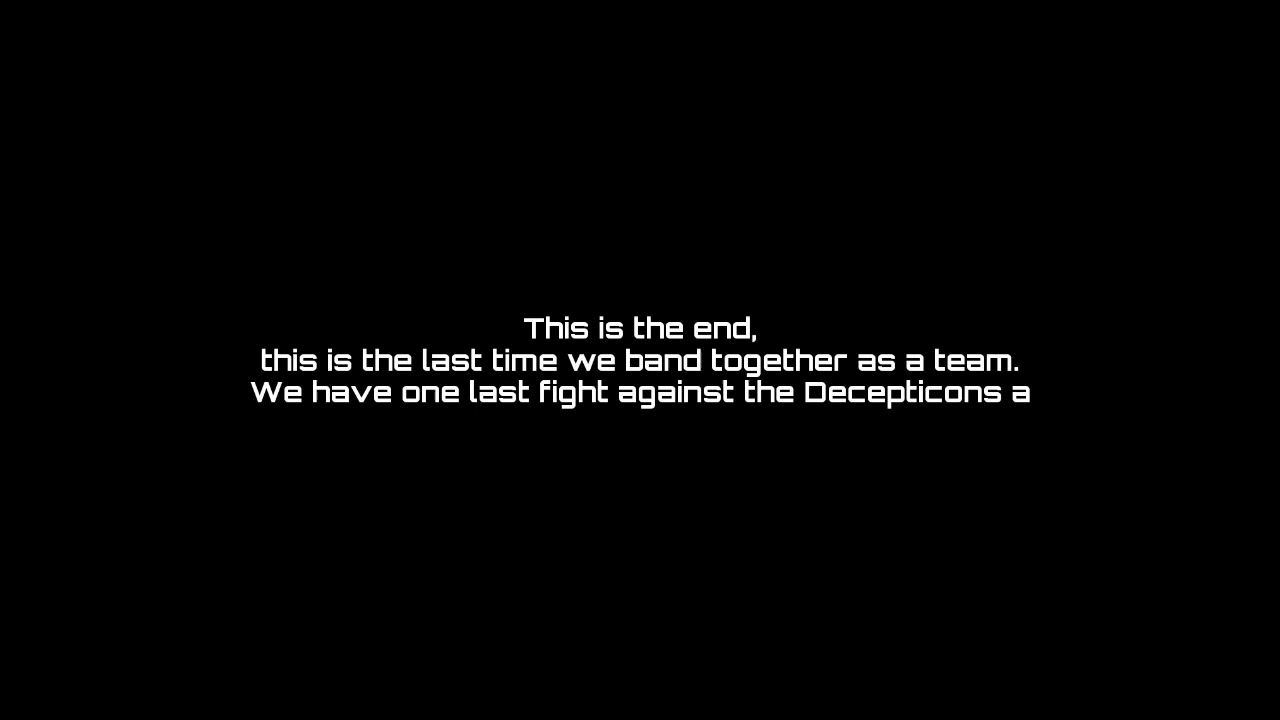 This is the end,
this is the last time we band together as a team.
We have one last fight against the Decepticons a